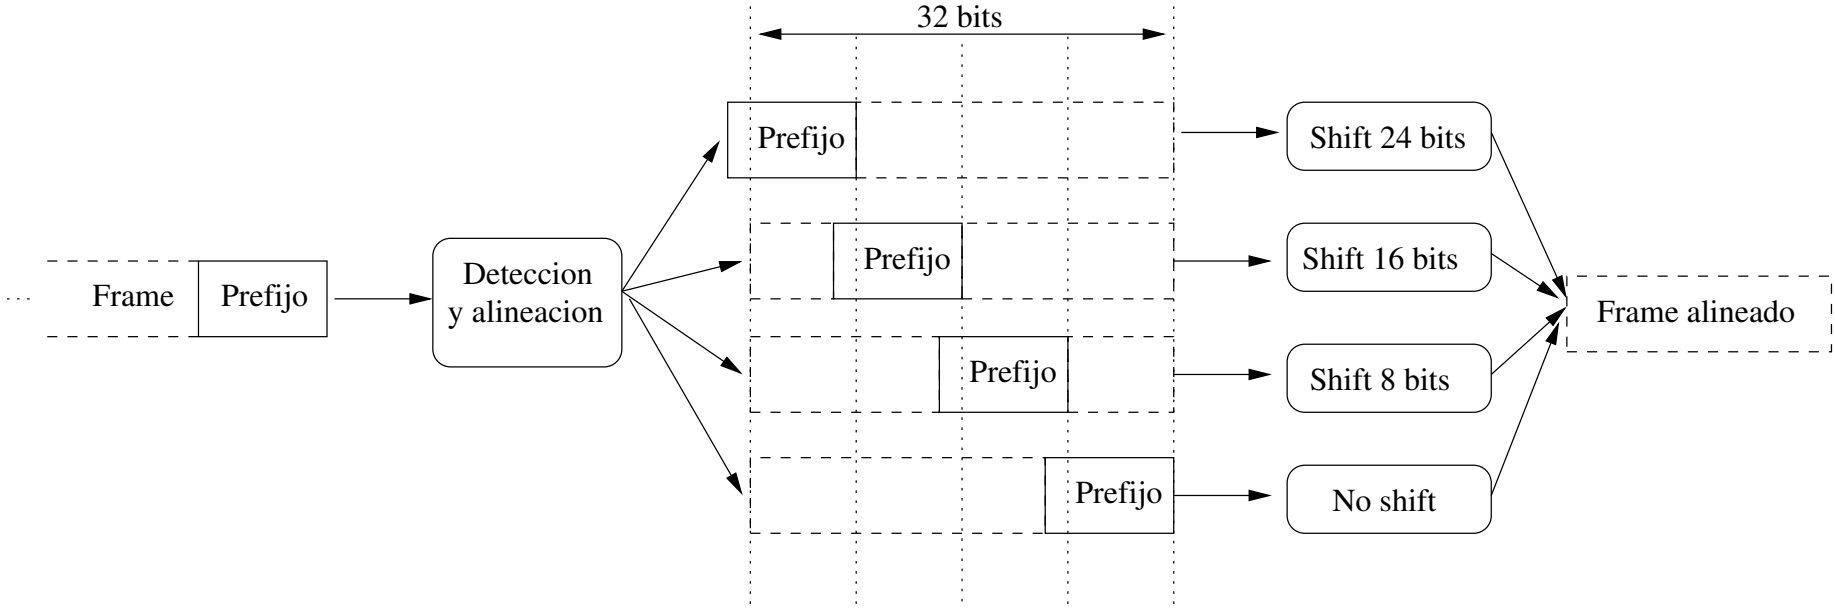 32 bits
Prefijo
Shift 24 bits
Prefijo
Shift 16 bits
Frame
Prefijo
Deteccion
y alineacion
Frame alineado
Prefijo
Shift 8 bits
Prefijo
No shift